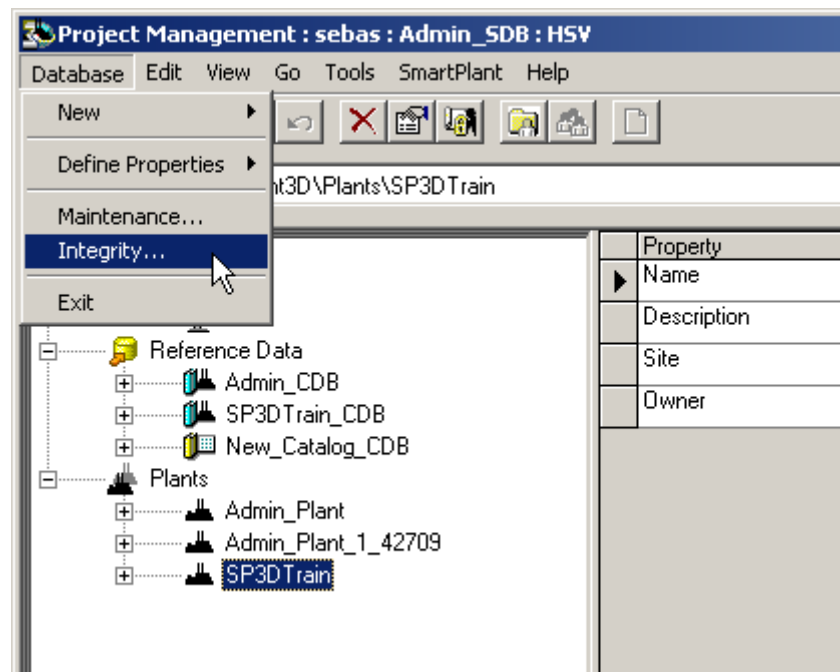 Project Management : sebas : Admin_SDB : HSV
Database Edit View Go Tools SmartPlant Help
New
Define Properties
nt3D\Plants\SP3DTrain
Maintenance...
Integrity...
Exit
Property
Name
Description
Site
Owner
Reference Data
Admin_CDB
SP3DTrain_CDB
New_Catalog_CDB
Plants
Admin_Plant
Admin_Plant_1_42709
SP3DTrain